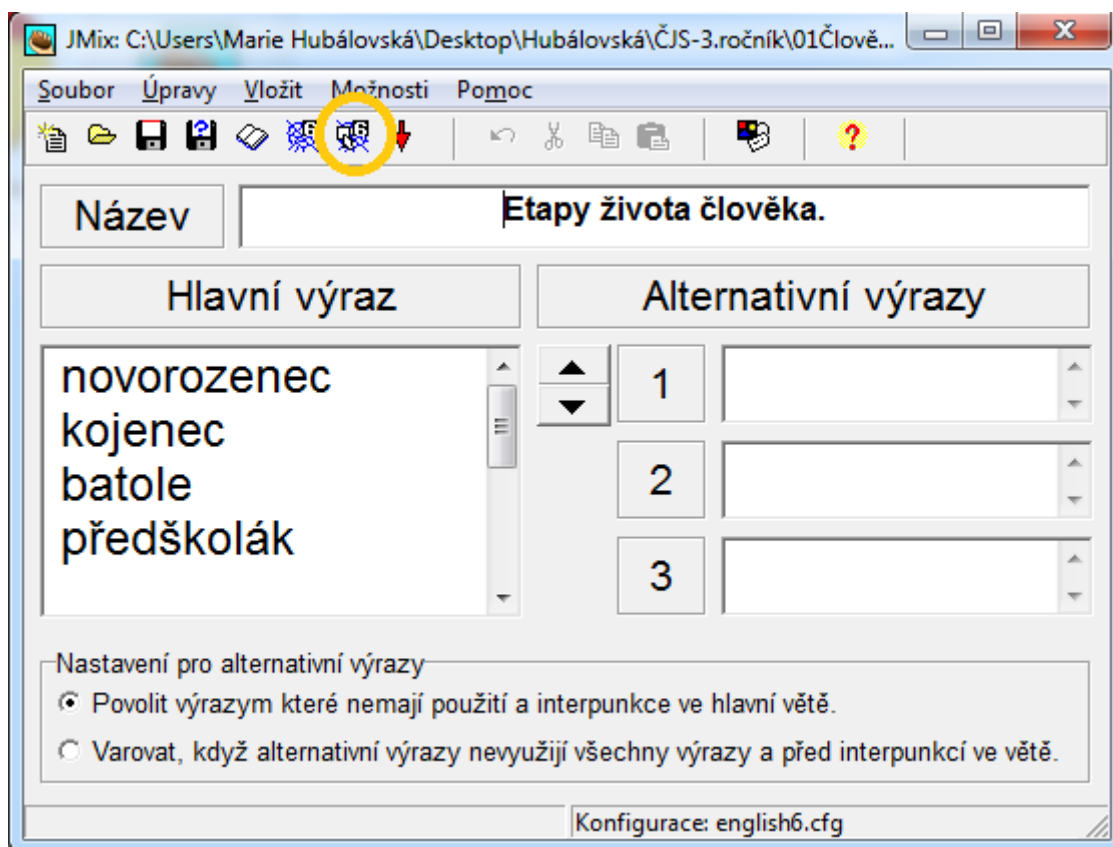 JMix: C:\Users\Marie Hubálovská\Desktop\Hubálovská\ČJS-3.ročník\01Člově...
Soubor Úpravy Vložit Možnosti Pomoc
Název
Etapy života člověka.
Hlavní výraz
Alternativní výrazy
novorozenec
kojenec
batole
předškolák
1
2
3
Nastavení pro alternativní výrazy
Povolit výrazym které nemají použití a interpunkce ve hlavní větě.
Varovat, když alternativní výrazy nevyužijí všechny výrazy a před interpunkcí ve větě.
Konfigurace: english6.cfg